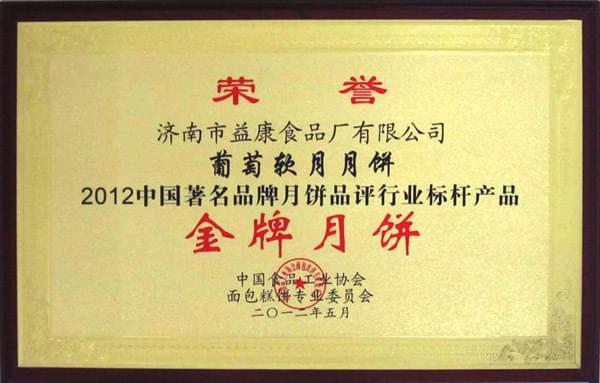 荣誉
济南市益康食品厂有限公司
葡萄软月月饼
2012中国著名品牌月饼品评行业标杆产品
金牌月饼
中国食品工业协会
面包糕饼专业委员会
二〇一二年五月